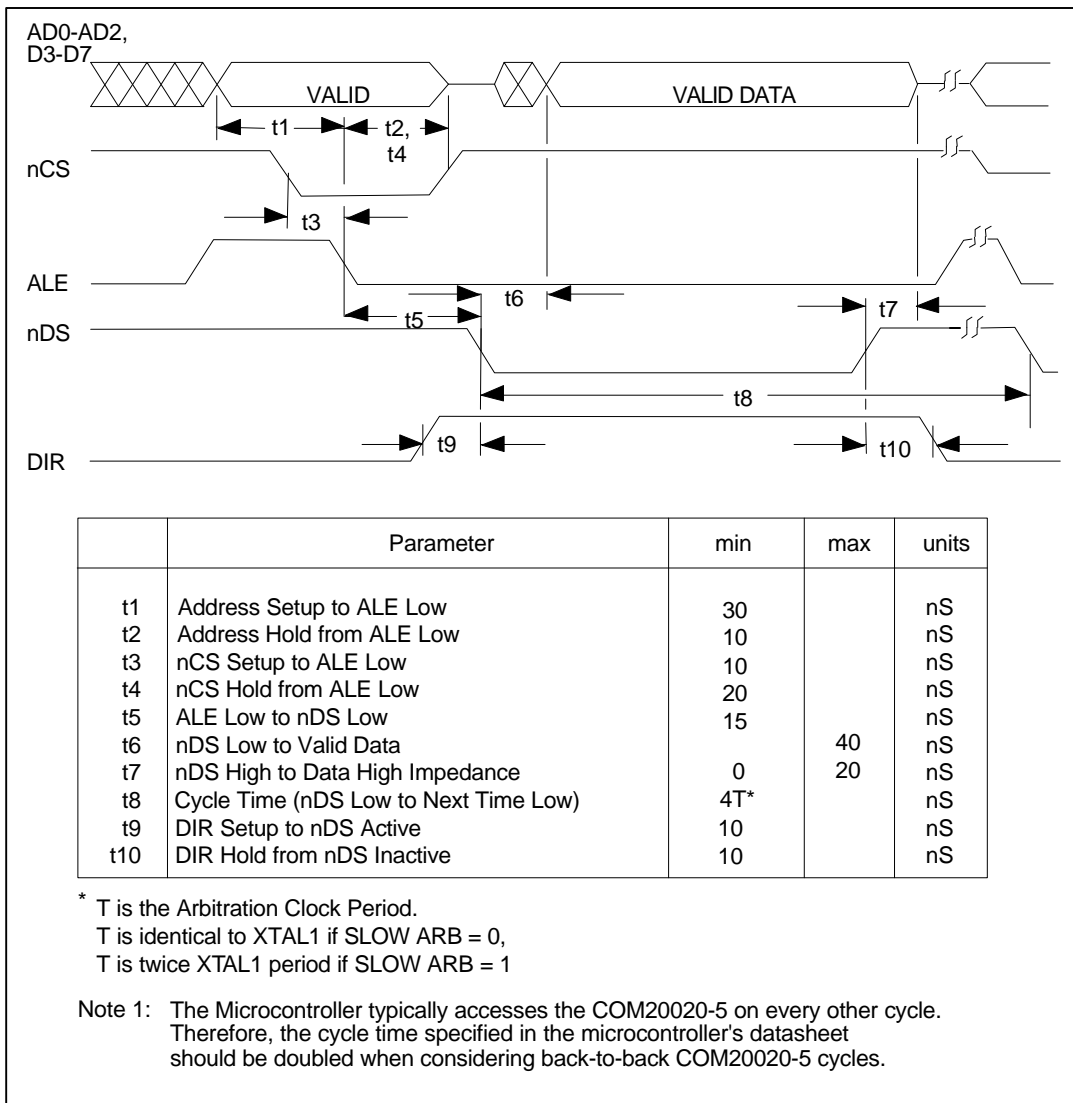 AD0-AD2,
D3-D7
VALID
VALID DATA
t1
t2,
t4
nCS
t3
ALE
t6
t5
t7
nDS
t8
t9
t10
DIR
Parameter min max units
t1 Address Setup to ALE Low 30 nS
t2 Address Hold from ALE Low 10 nS
t3 nCS Setup to ALE Low 10 nS
t4 nCS Hold from ALE Low 20 nS
t5 ALE Low to nDS Low 15 nS
t6 nDS Low to Valid Data 40 nS
t7 nDS High to Data High Impedance 0 20 nS
t8 Cycle Time (nDS Low to Next Time Low) 4T* nS
t9 DIR Setup to nDS Active 10 nS
t10 DIR Hold from nDS Inactive 10 nS
* T is the Arbitration Clock Period.
T is identical to XTAL1 if SLOW ARB = 0,
T is twice XTAL1 period if SLOW ARB = 1
Note 1: The Microcontroller typically accesses the COM20020-5 on every other cycle.
Therefore, the cycle time specified in the microcontroller's datasheet
should be doubled when considering back-to-back COM20020-5 cycles.